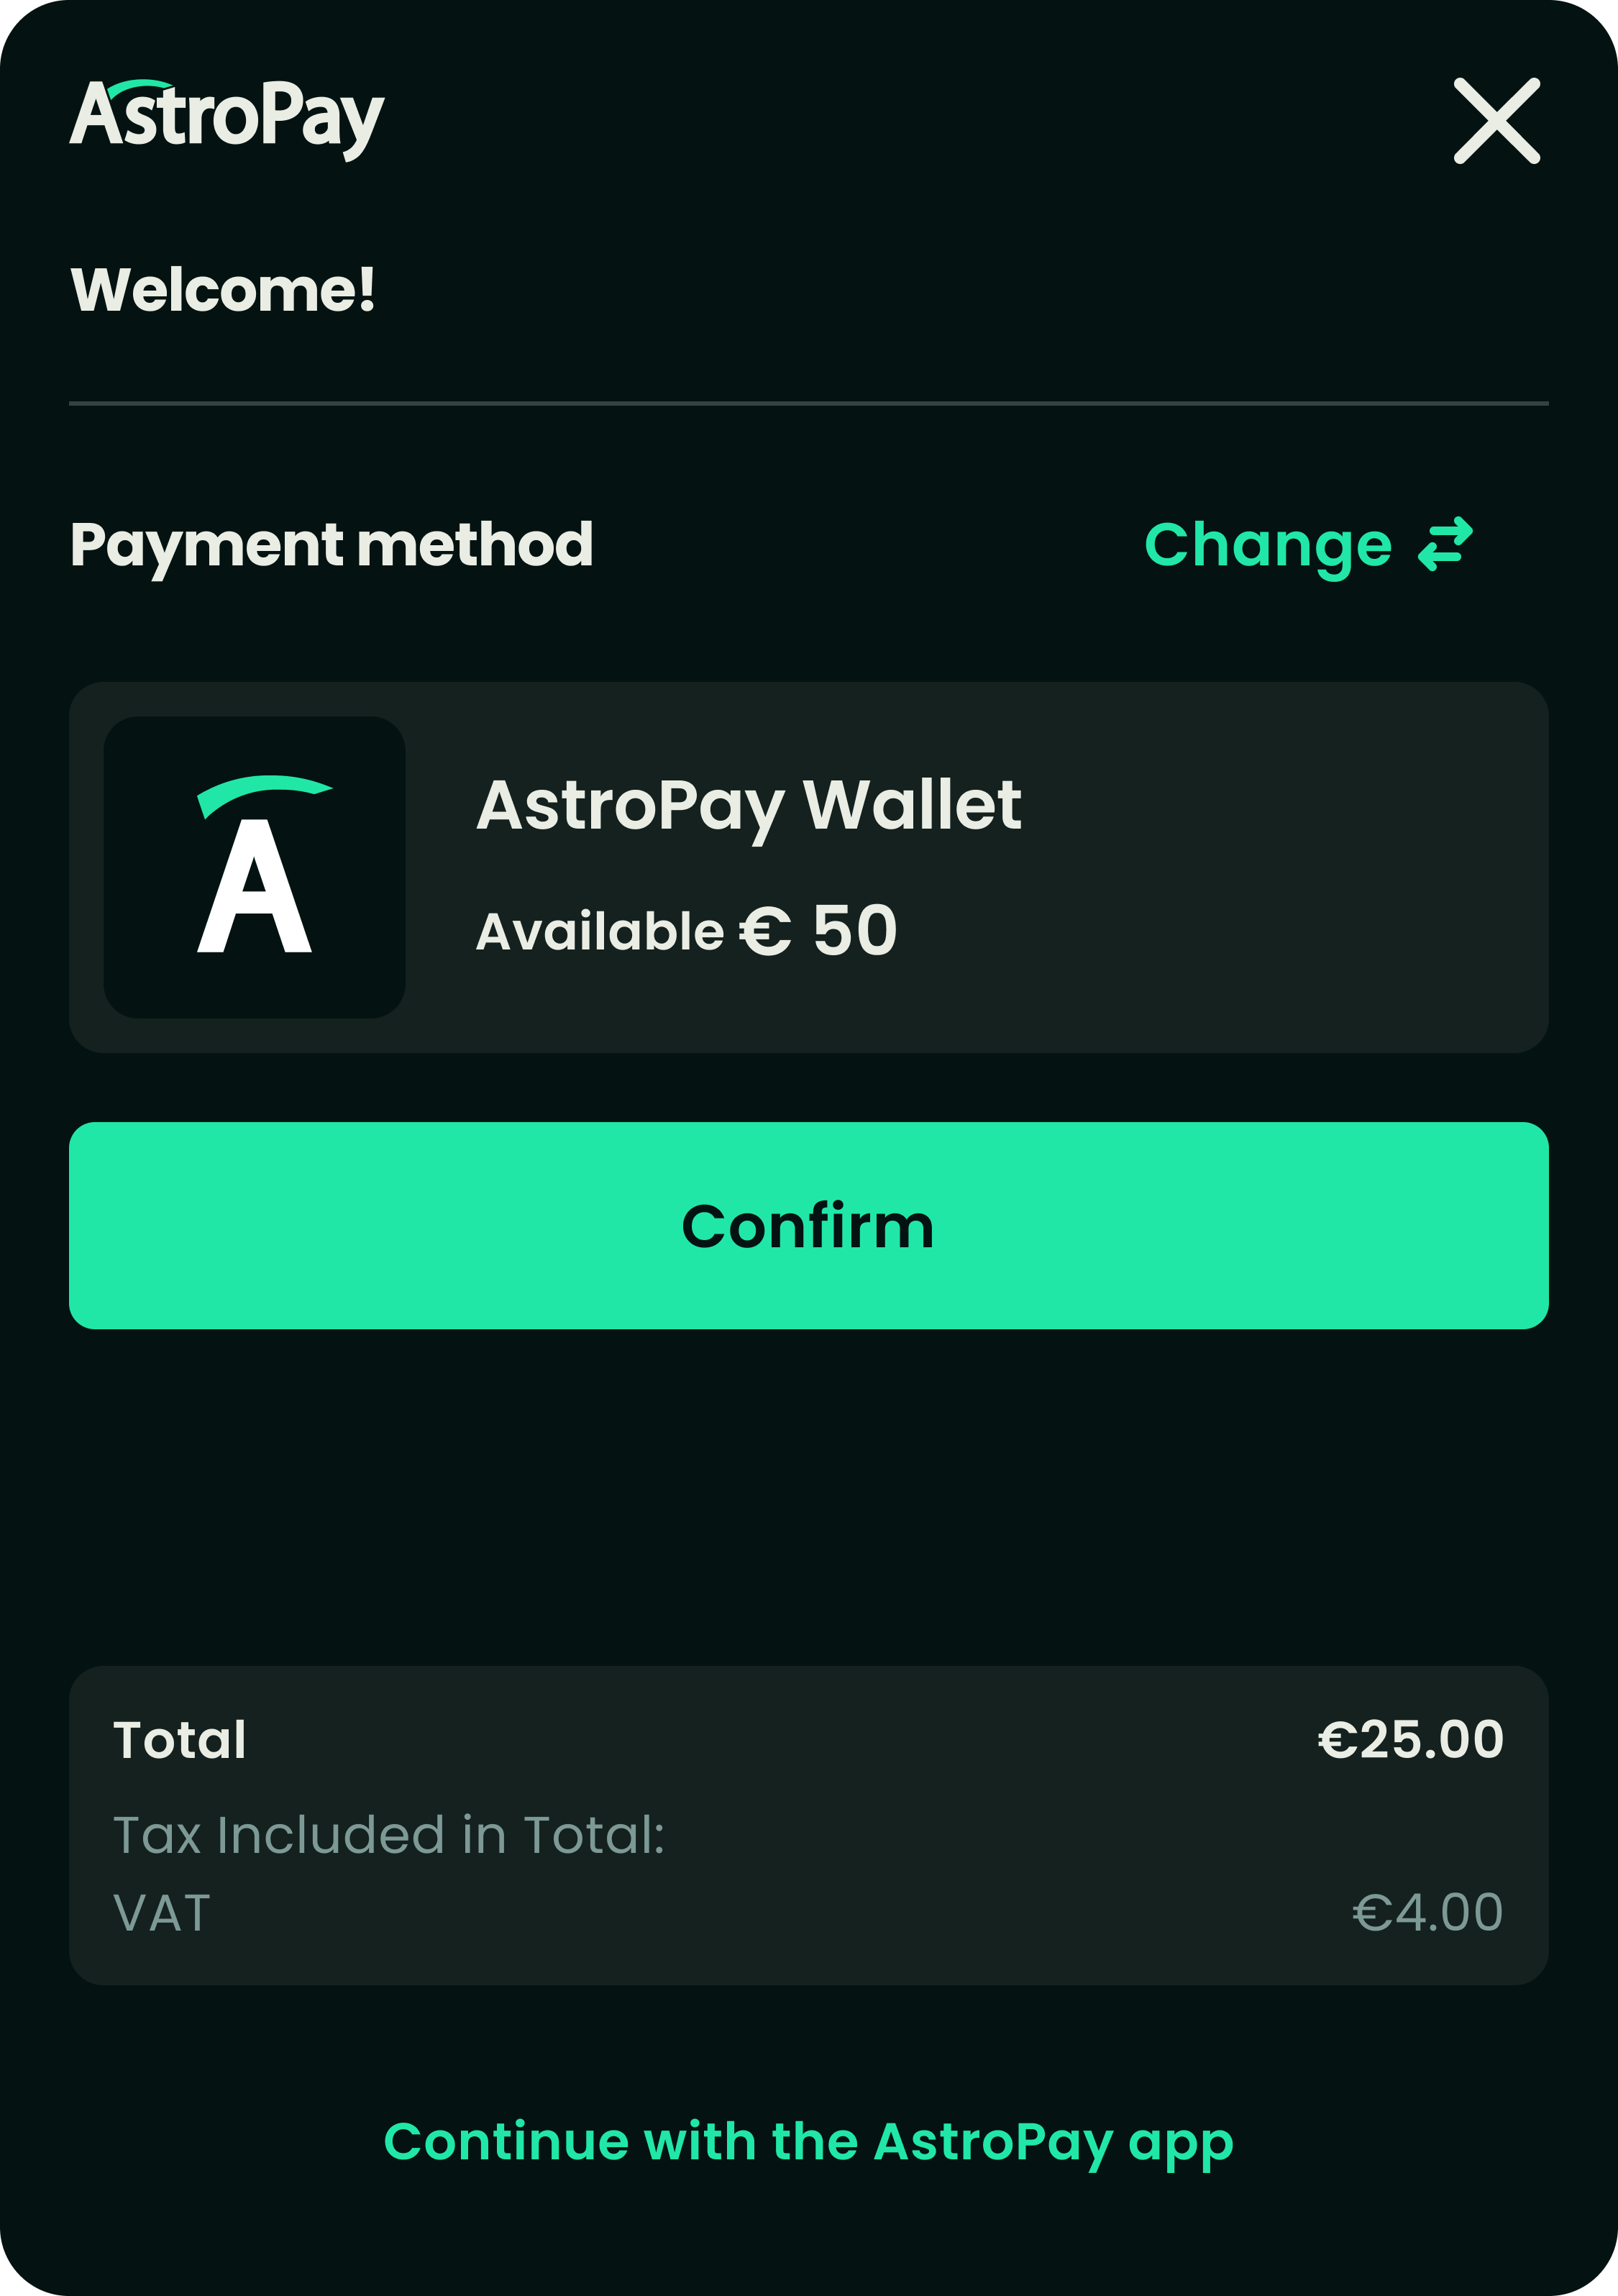 AstroPay
Welcome!
Payment method
Change
A
AstroPay Wallet
Available € 50
Confirm
Total €25.00
Tax Included in Total:
VAT €4.00
Continue with the AstroPay app